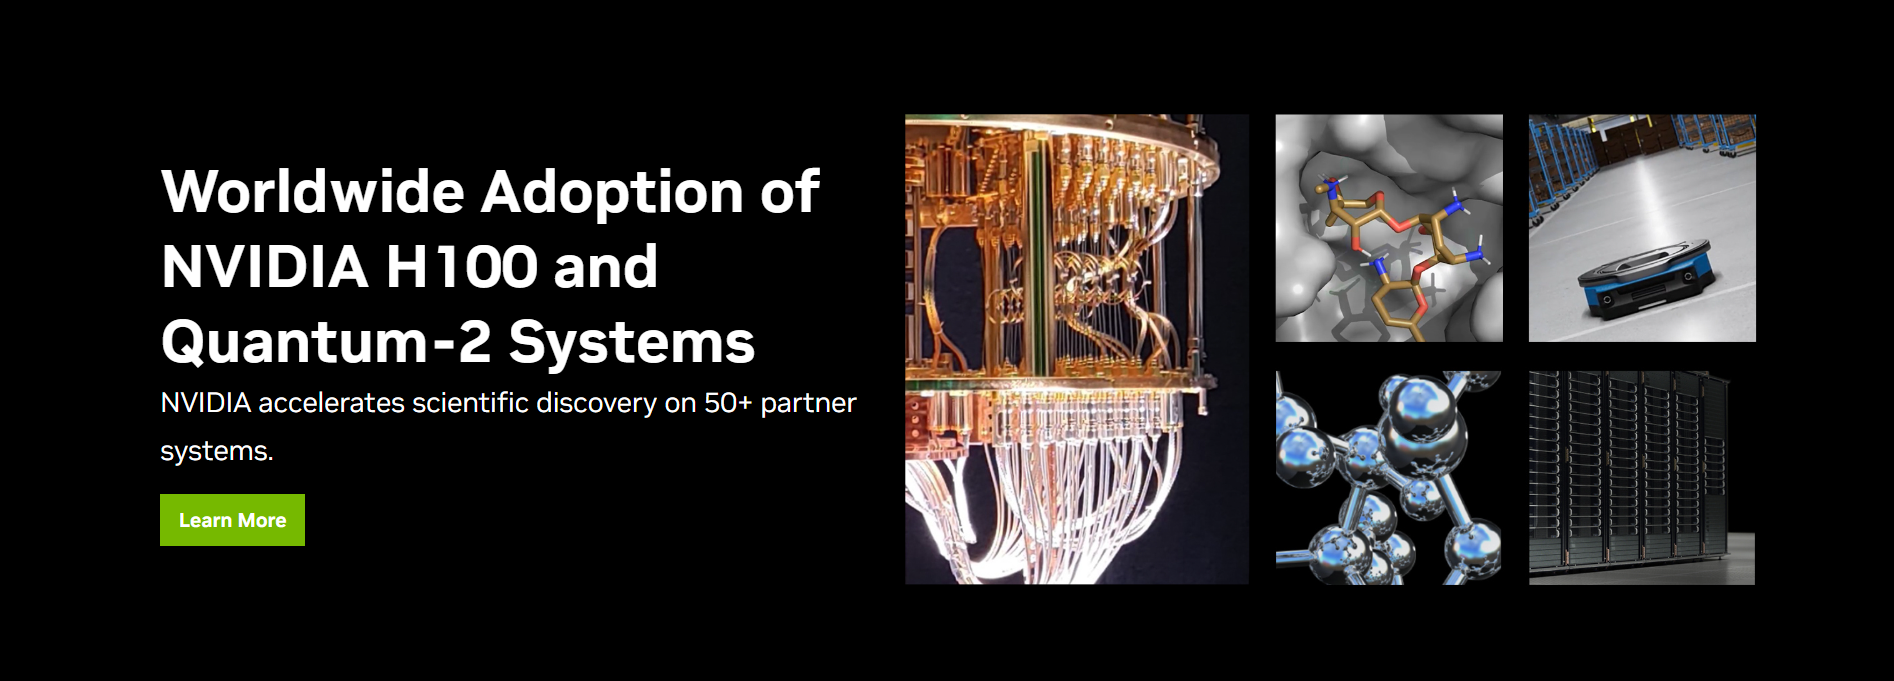 Worldwide Adoption of
NVIDIA H100 and
Quantum-2 Systems
NVIDIA accelerates scientific discovery on 50+ partner
systems.
Learn More